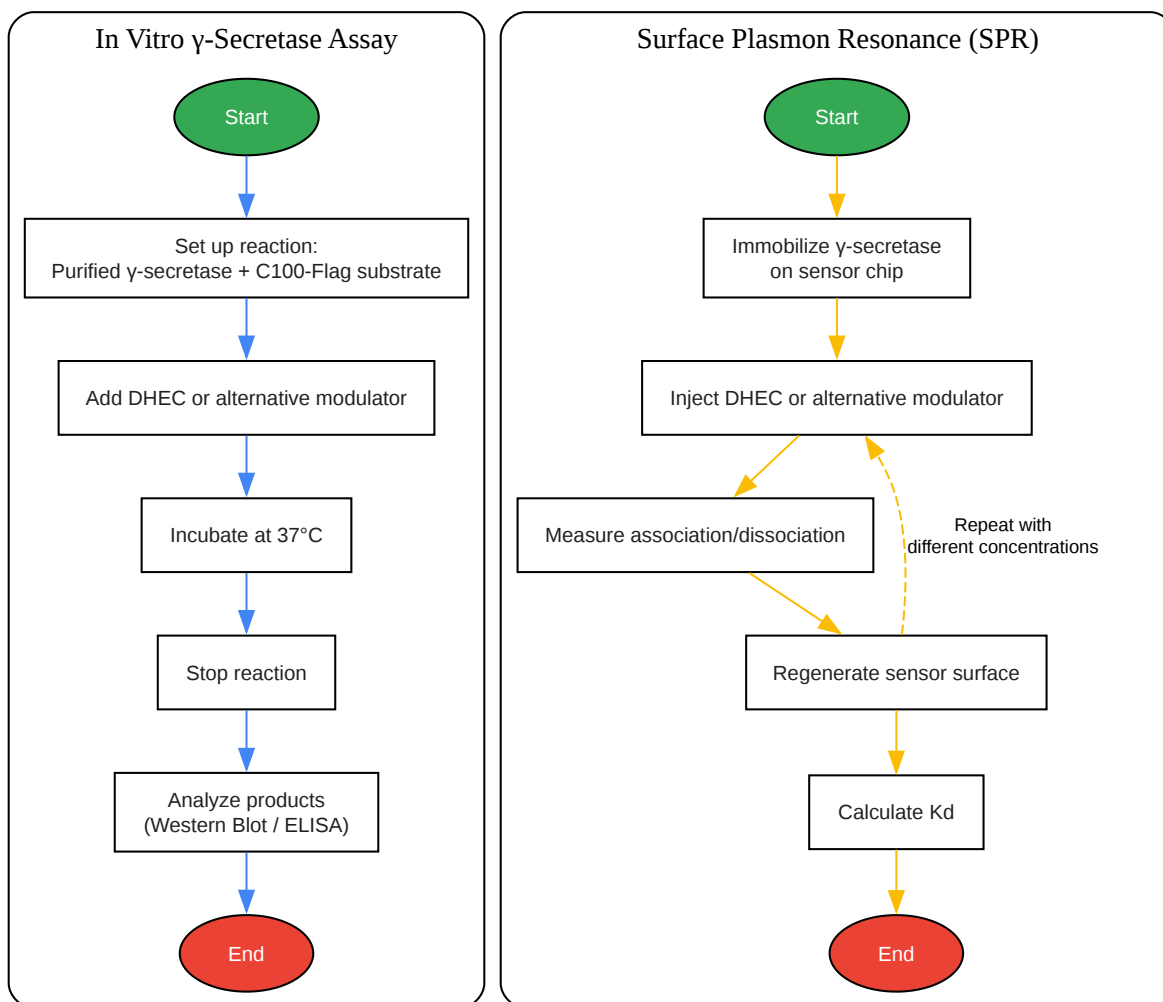 In Vitro γ-Secretase Assay
Start
Set up reaction:
Purified γ-secretase + C100-Flag substrate
Add DHEC or alternative modulator
Incubate at 37°C
Stop reaction
Analyze products
(Western Blot / ELISA)
End
Surface Plasmon Resonance (SPR)
Start
Immobilize γ-secretase
on sensor chip
Inject DHEC or alternative modulator
Measure association/dissociation
Repeat with
different concentrations
Regenerate sensor surface
Calculate Kd
End